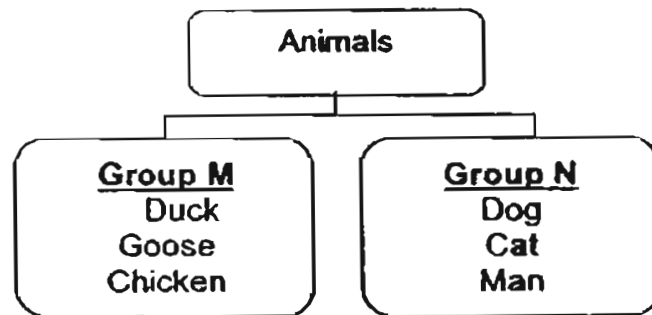 Animals
Group M
Duck
Goose
Chicken
Group N
Dog
Cat
Man